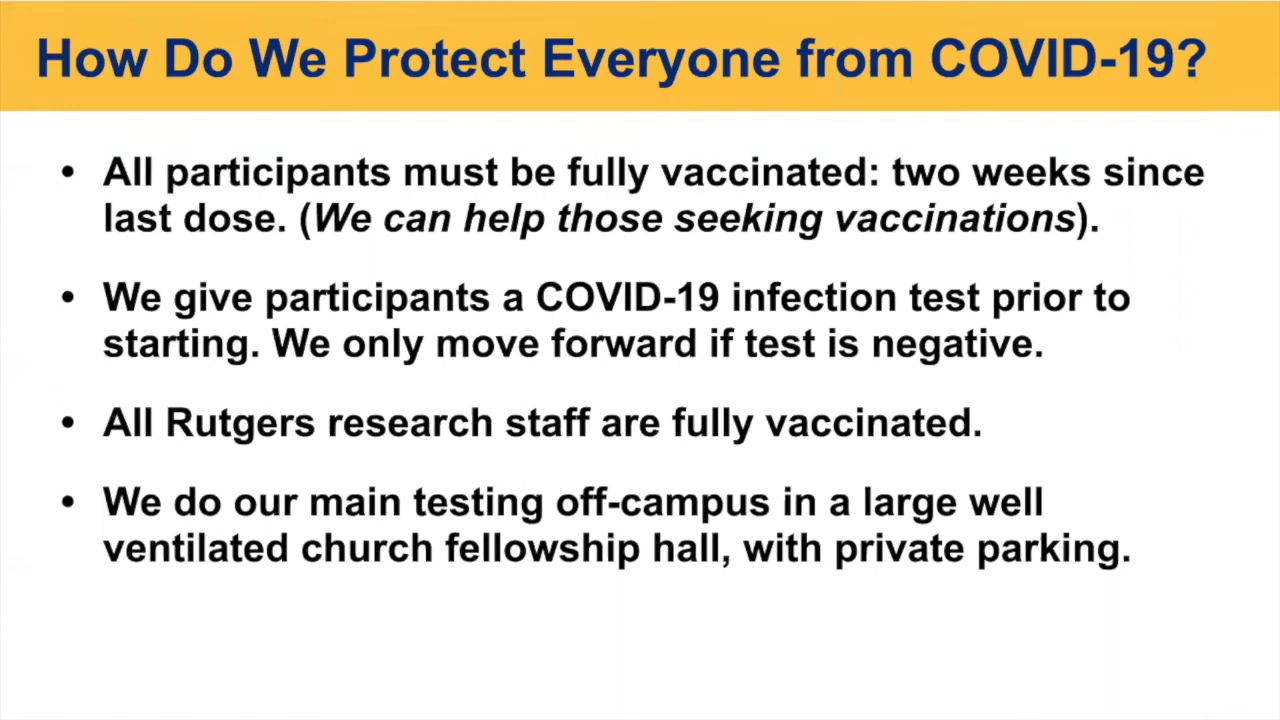 How Do We Protect Everyone from COVID-19?
• All participants must be fully vaccinated: two weeks since
last dose. (We can help those seeking vaccinations).
• We give participants a COVID-19 infection test prior to
starting. We only move forward if test is negative.
• All Rutgers research staff are fully vaccinated.
• We do our main testing off-campus in a large well
ventilated church fellowship hall, with private parking.